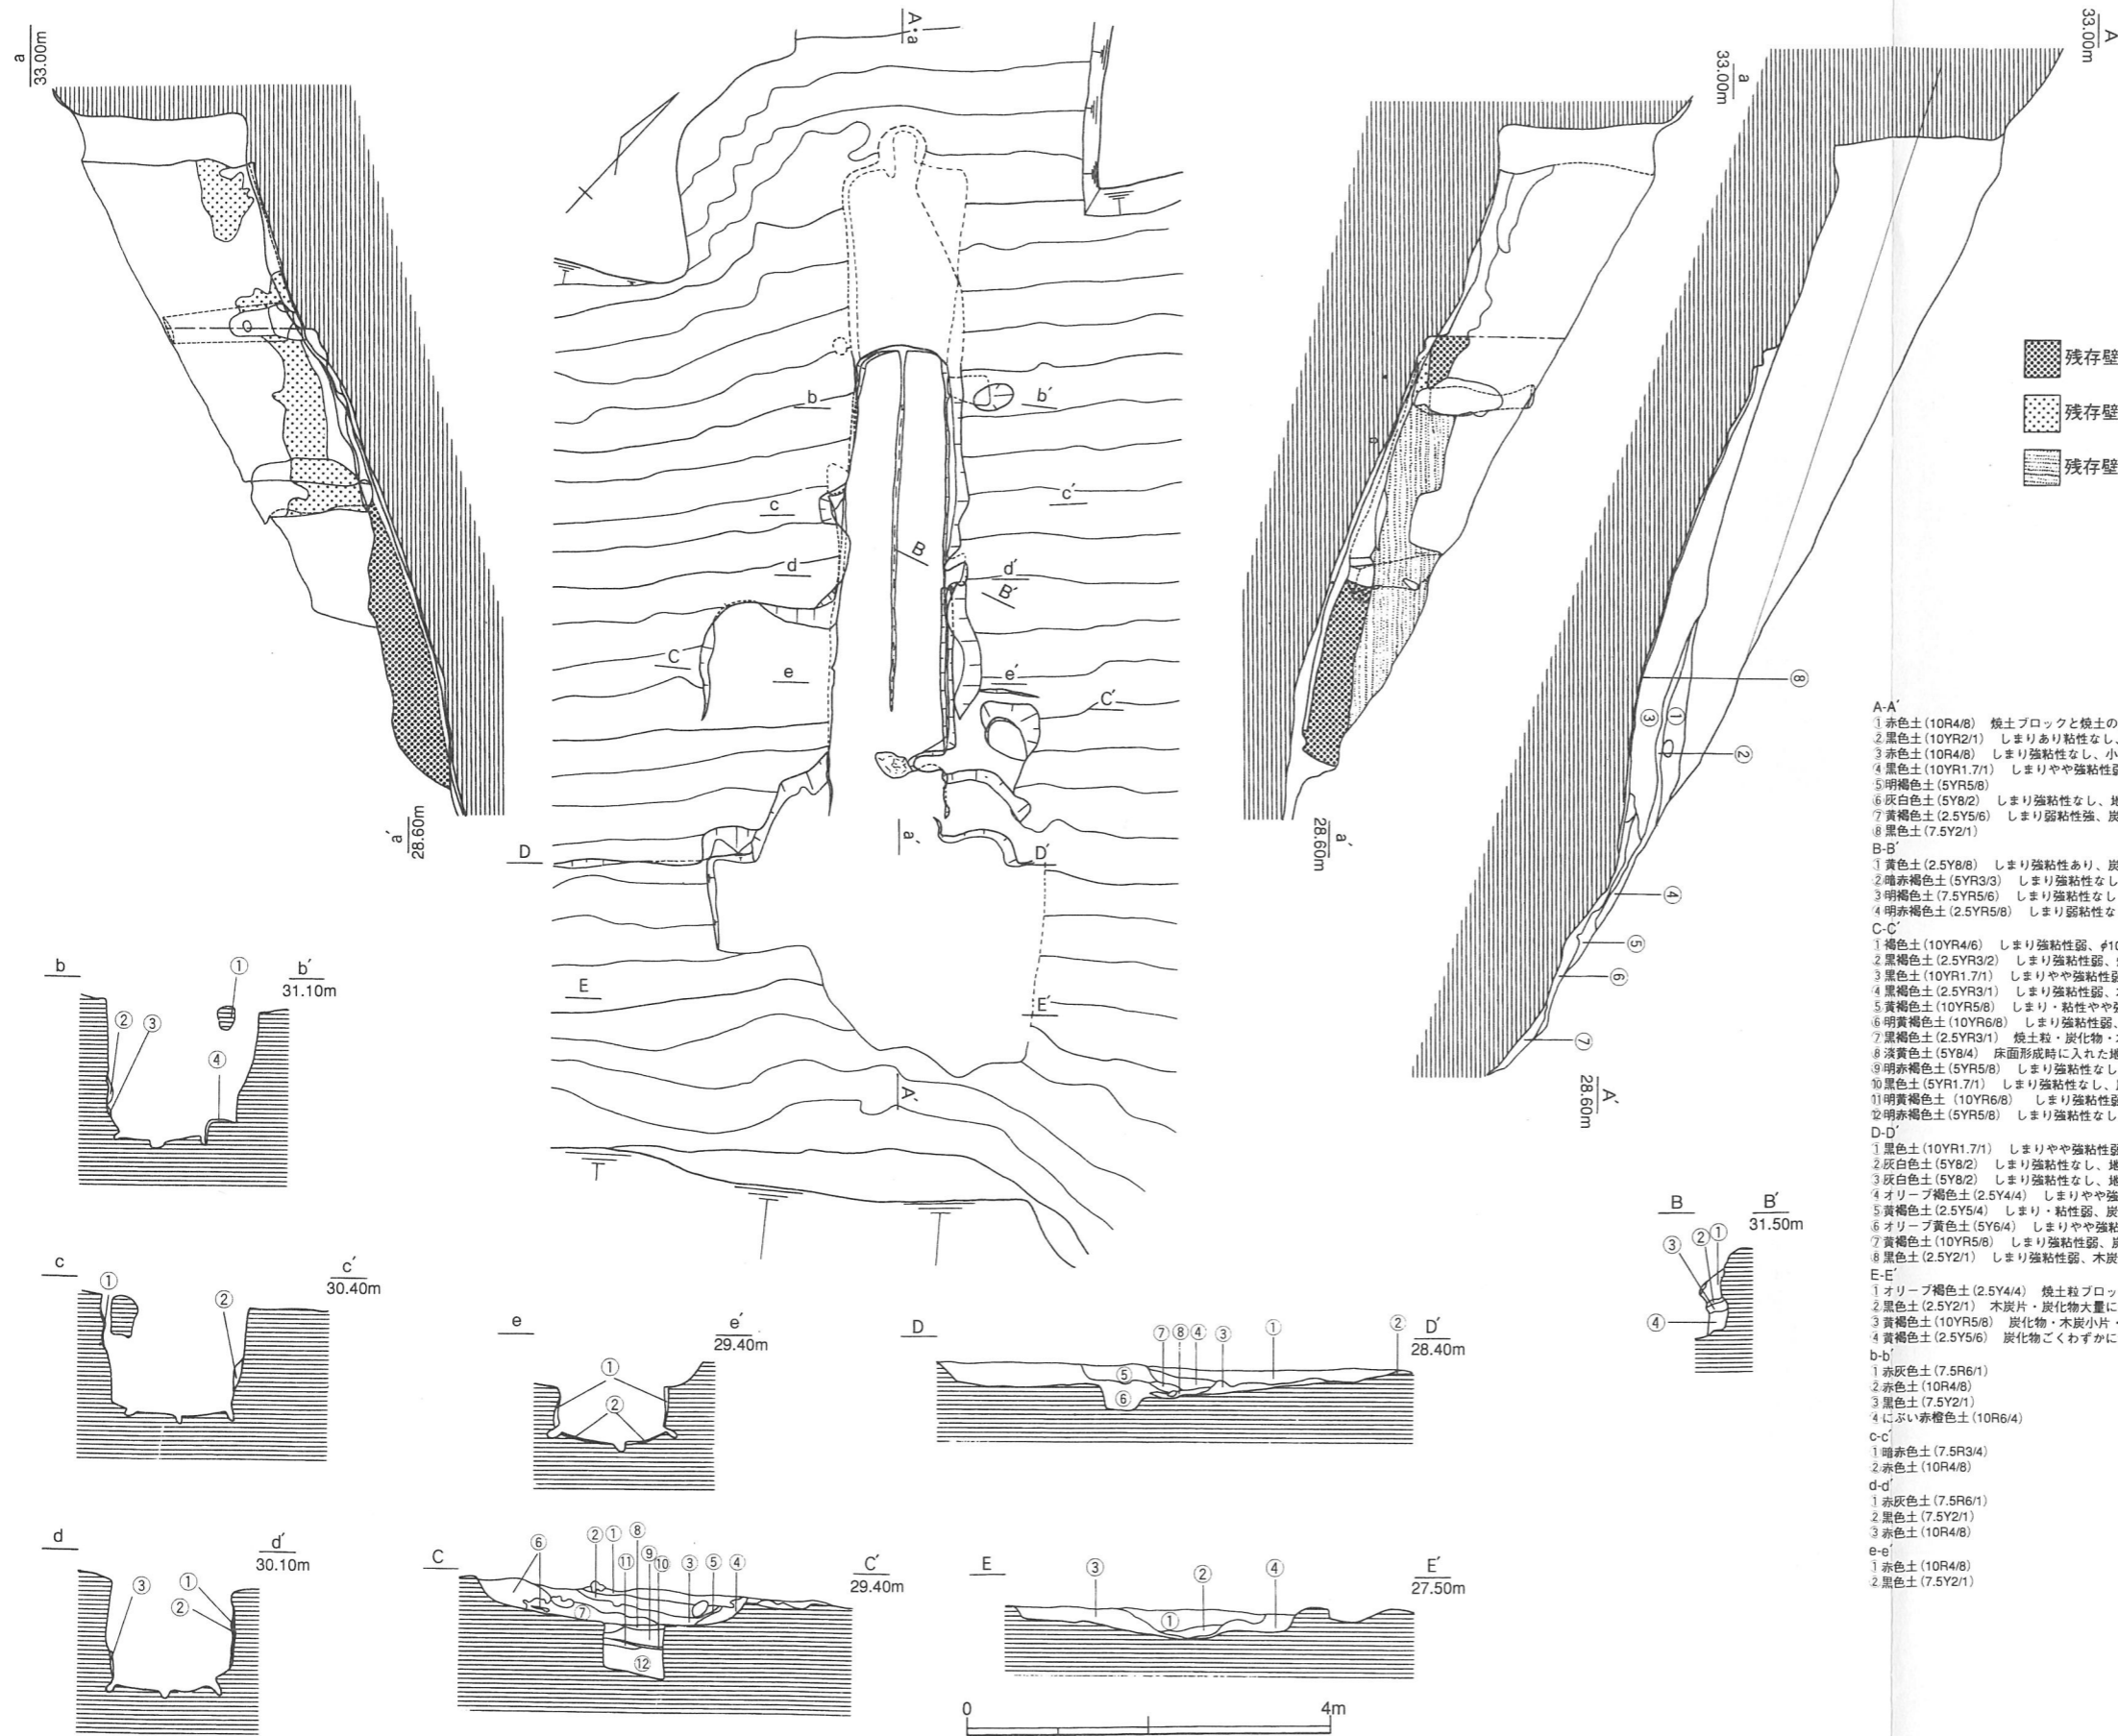 a
33.00m
A・a
a
33.00m
A
33.00m
残存壁
残存壁
残存壁
b
b′
c
c′
B
d
d′
B′
C
e
e′
C′
a′
28.60m
a′
D
D′
a′
28.60m
E
E′
A′
A′
28.60m
⑧
③
①
②
④
⑤
⑥
⑦
b
b′
31.10m
①
②
③
④
c
c′
30.40m
①
②
d
d′
30.10m
③
①
②
e
e′
29.40m
①
②
C
C′
29.40m
⑥
②
①
⑧
⑪
⑨
⑩
③
⑤
④
⑦
⑫
D
D′
28.40m
⑦
⑧
④
③
①
②
⑤
⑥
E
E′
27.50m
③
②
④
①
B
B′
31.50m
③
②
①
④
0
4m
A-A′
①赤色土(10R4/8) 焼土ブロックと焼土の
②黒色土(10YR2/1) しまりあり粘性なし、
③赤色土(10R4/8) しまり強粘性なし、小
④黒色土(10YR1.7/1) しまりやや強粘性弱
⑤明褐色土(5YR5/8)
⑥灰白色土(5Y8/2) しまり強粘性なし、地
⑦黄褐色土(2.5Y5/6) しまり弱粘性強、炭
⑧黒色土(7.5Y2/1)
B-B′
①黄色土(2.5Y8/8) しまり強粘性あり、炭
②暗赤褐色土(5YR3/3) しまり強粘性なし
③明褐色土(7.5YR5/6) しまり強粘性なし
④明赤褐色土(2.5YR5/8) しまり弱粘性な
C-C′
①褐色土(10YR4/6) しまり強粘性弱、φ10
②黒褐色土(2.5YR3/2) しまり強粘性弱、
③黒色土(10YR1.7/1) しまりやや強粘性弱
④黒褐色土(2.5YR3/1) しまり強粘性弱、
⑤黄褐色土(10YR5/8) しまり・粘性やや強
⑥明黄褐色土(10YR6/8) しまり強粘性弱、
⑦黒褐色土(2.5YR3/1) 焼土粒・炭化物・
⑧淡黄色土(5Y8/4) 床面形成時に入れた地
⑨明赤褐色土(5YR5/8) しまり強粘性なし
⑩黒色土(5YR1.7/1) しまり強粘性なし、
⑪明黄褐色土(10YR6/8) しまり強粘性弱
⑫明赤褐色土(5YR5/8) しまり強粘性なし
D-D′
①黒色土(10YR1.7/1) しまりやや強粘性弱
②灰白色土(5Y8/2) しまり強粘性なし、地
③灰白色土(5Y8/2) しまり強粘性なし、地
④オリーブ褐色土(2.5Y4/4) しまりやや強
⑤黄褐色土(2.5Y5/4) しまり・粘性弱、炭
⑥オリーブ黄色土(5Y6/4) しまりやや強粘
⑦黄褐色土(10YR5/8) しまり強粘性弱、炭
⑧黒色土(2.5Y2/1) しまり強粘性弱、木炭
E-E′
①オリーブ褐色土(2.5Y4/4) 焼土粒ブロッ
②黒色土(2.5Y2/1) 木炭片・炭化物大量に
③黄褐色土(10YR5/8) 炭化物・木炭小片・
④黄褐色土(2.5Y5/6) 炭化物ごくわずかに
b-b′
①赤灰色土(7.5R6/1)
②赤色土(10R4/8)
③黒色土(7.5Y2/1)
④にぶい赤橙色土(10R6/4)
c-c′
①暗赤色土(7.5R3/4)
②赤色土(10R4/8)
d-d′
①赤灰色土(7.5R6/1)
②黒色土(7.5Y2/1)
③赤色土(10R4/8)
e-e′
①赤色土(10R4/8)
②黒色土(7.5Y2/1)